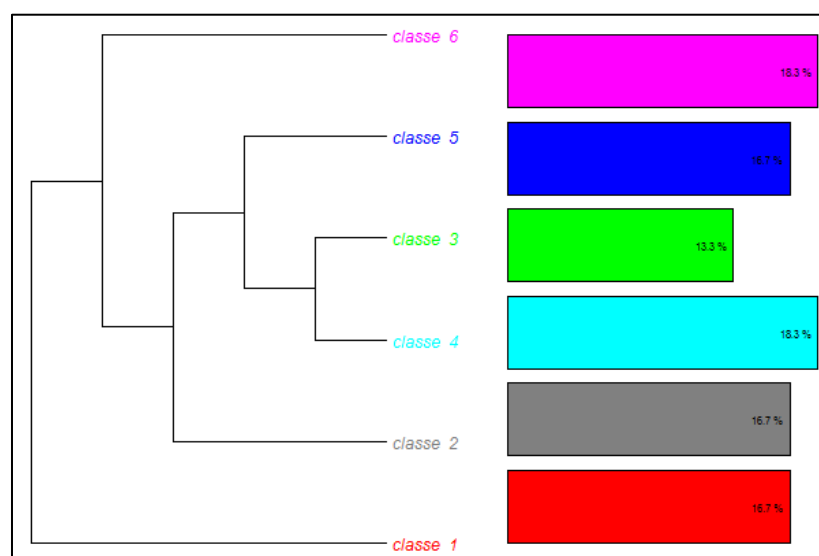 classe 6
18.3 %
classe 5
16.7 %
classe 3
13.3 %
classe 4
18.3 %
classe 2
16.7 %
classe 1
16.7 %